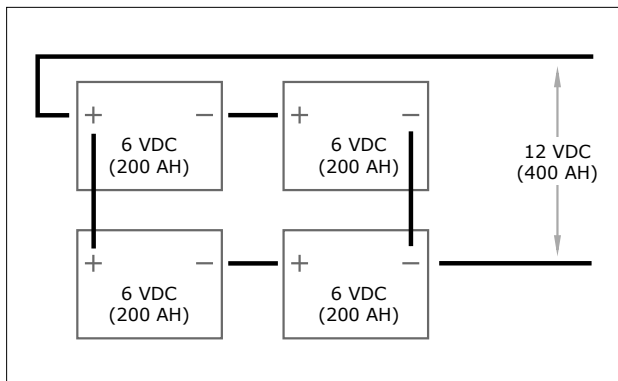 + − + −
6 VDC
(200 AH)
6 VDC
(200 AH)
12 VDC
(400 AH)
+ − + −
6 VDC
(200 AH)
6 VDC
(200 AH)